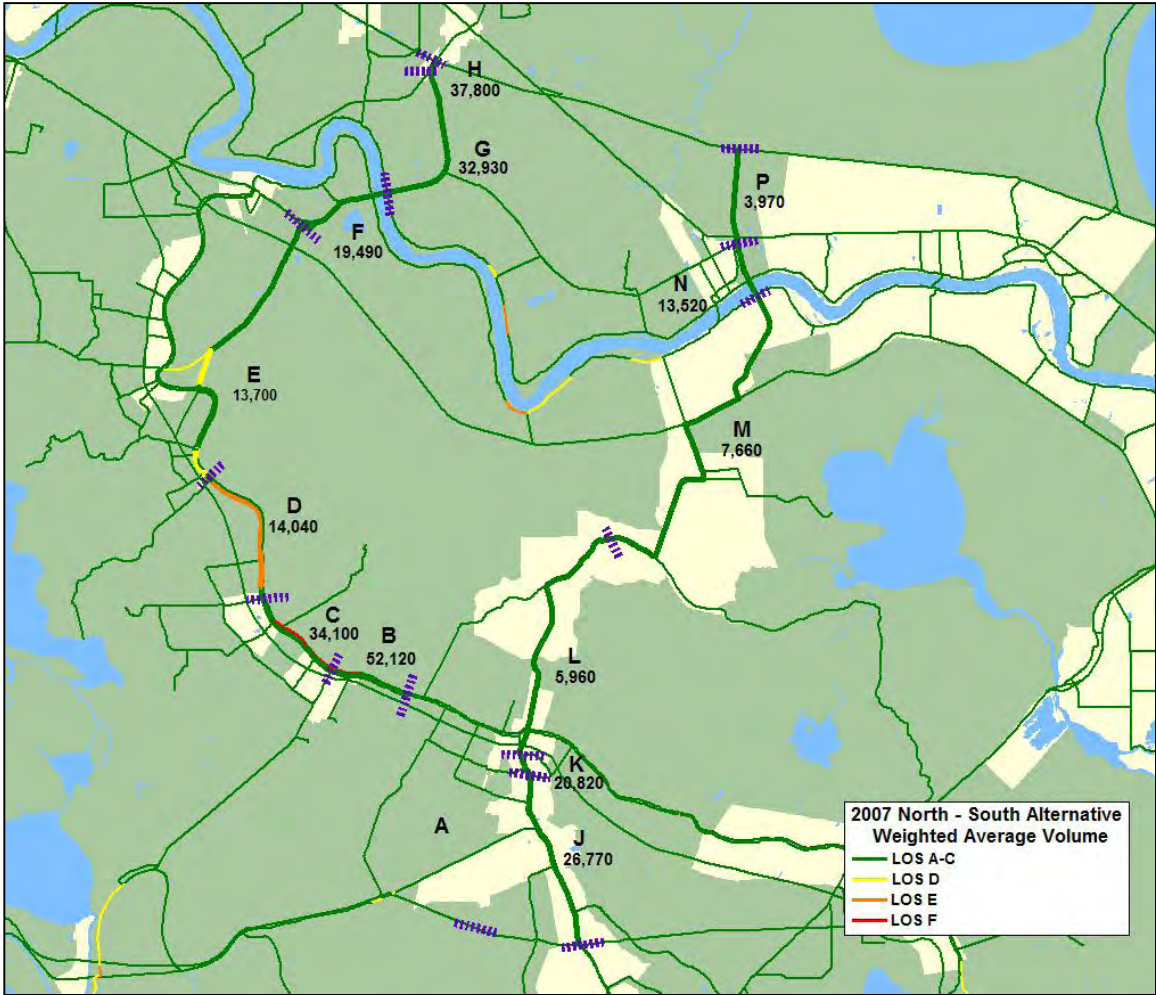 H
37,800
G
32,930
P
3,970
F
19,490
N
13,520
E
13,700
M
7,660
D
14,040
C
34,100
B
52,120
L
5,960
K
20,820
A
J
26,770
2007 North - South Alternative
Weighted Average Volume
LOS A-C
LOS D
LOS E
LOS F